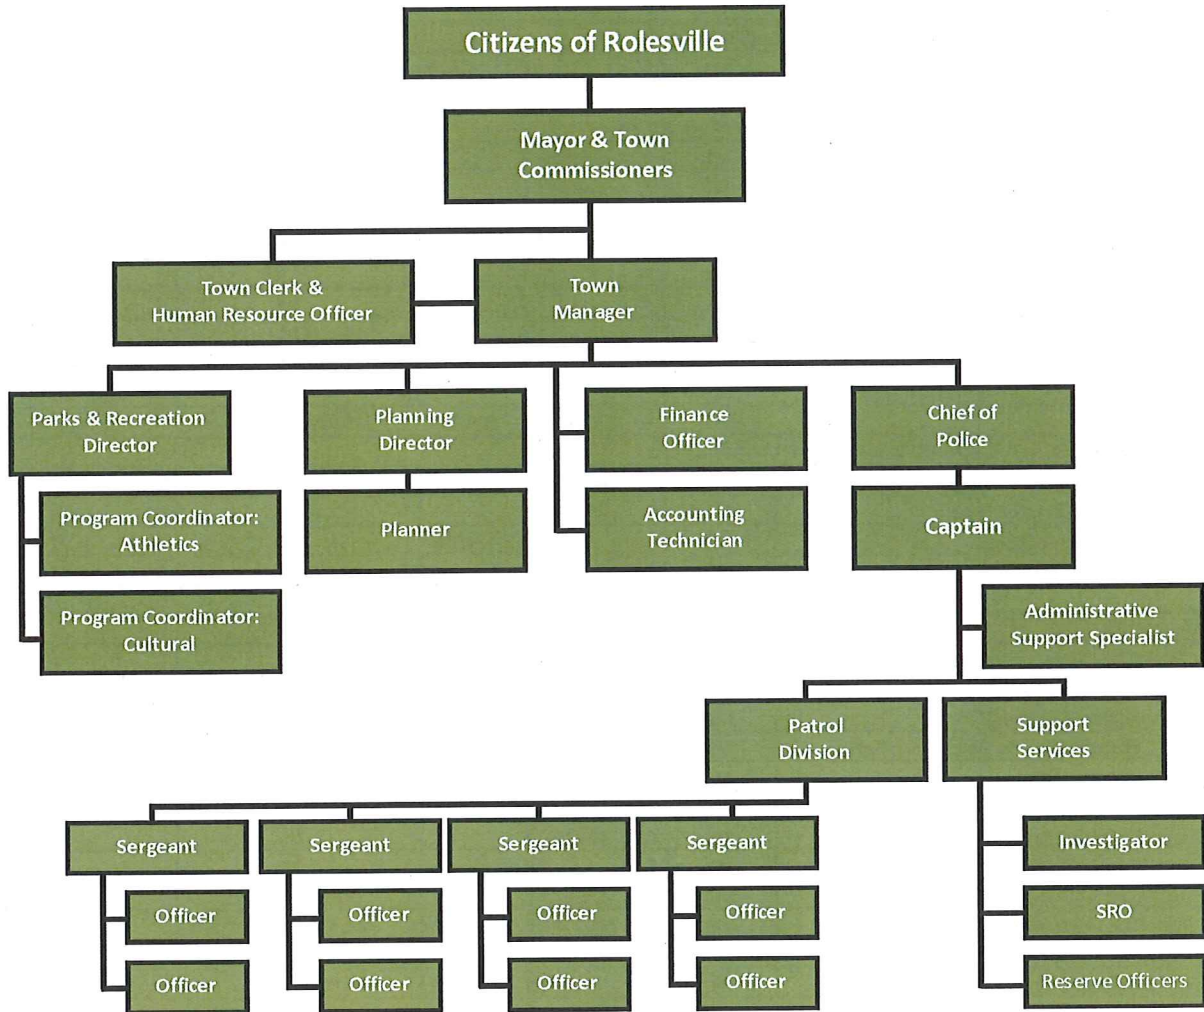 Citizens of Rolesville
Mayor & Town
Commissioners
Town Clerk &
Human Resource Officer
Town
Manager
Parks & Recreation
Director
Planning
Director
Finance
Officer
Chief of
Police
Program Coordinator:
Athletics
Planner
Accounting
Technician
Captain
Program Coordinator:
Cultural
Administrative
Support Specialist
Patrol
Division
Support
Services
Sergeant
Sergeant
Sergeant
Sergeant
Investigator
Officer
Officer
Officer
Officer
SRO
Officer
Officer
Officer
Officer
Reserve Officers